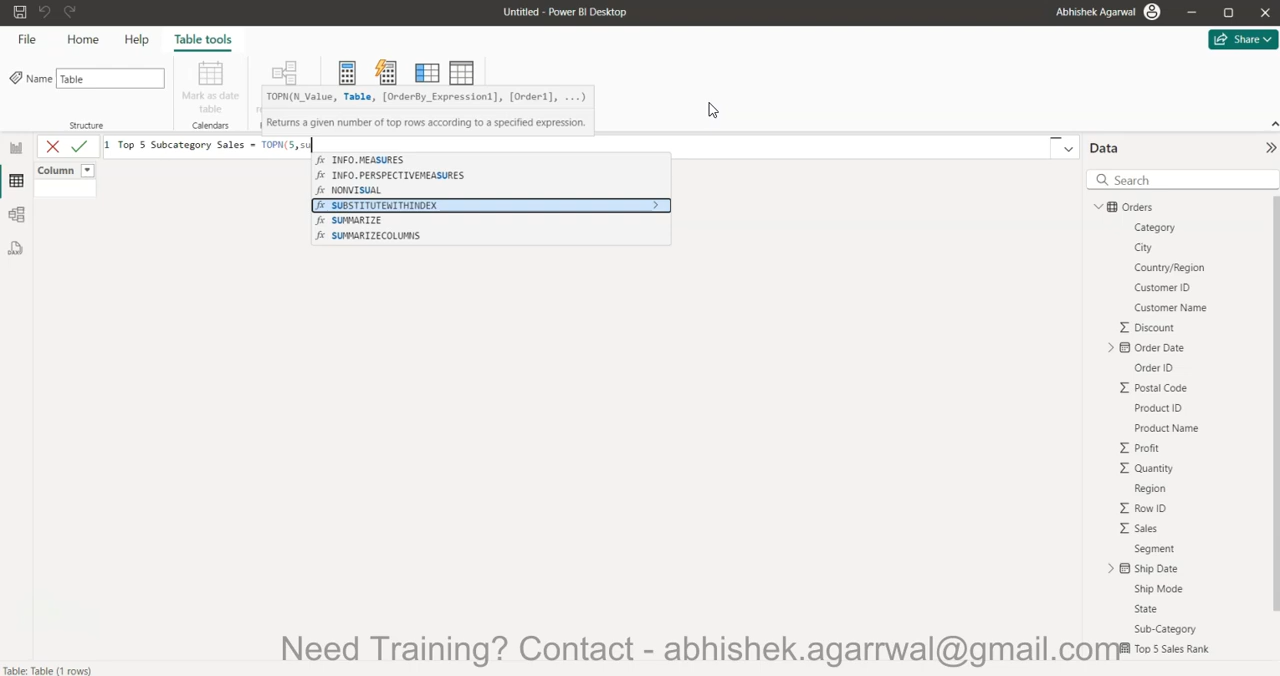 Untitled - Power BI Desktop
Abhishek Agarwal
File
Home
Help
Table tools
Share
Name
Table
Mark as date
table
Structure
Calendars
TOPN(N_Value, Table, [OrderBy_Expression1], [Order1], ...)
Returns a given number of top rows according to a specified expression.
1 Top 5 Subcategory Sales = TOPN(5,su
INFO.MEASURES
INFO.PERSPECTIVEMEASURES
NONVISUAL
SUBSTITUTEWITHINDEX
SUMMARIZE
SUMMARIZECOLUMNS
Column
Data
Search
Orders
Category
City
Country/Region
Customer ID
Customer Name
Discount
Order Date
Order ID
Postal Code
Product ID
Product Name
Profit
Quantity
Region
Row ID
Sales
Segment
Ship Date
Ship Mode
State
Sub-Category
Top 5 Sales Rank
Need Training? Contact - abhishek.agarrwal@gmail.com
Table: Table (1 rows)